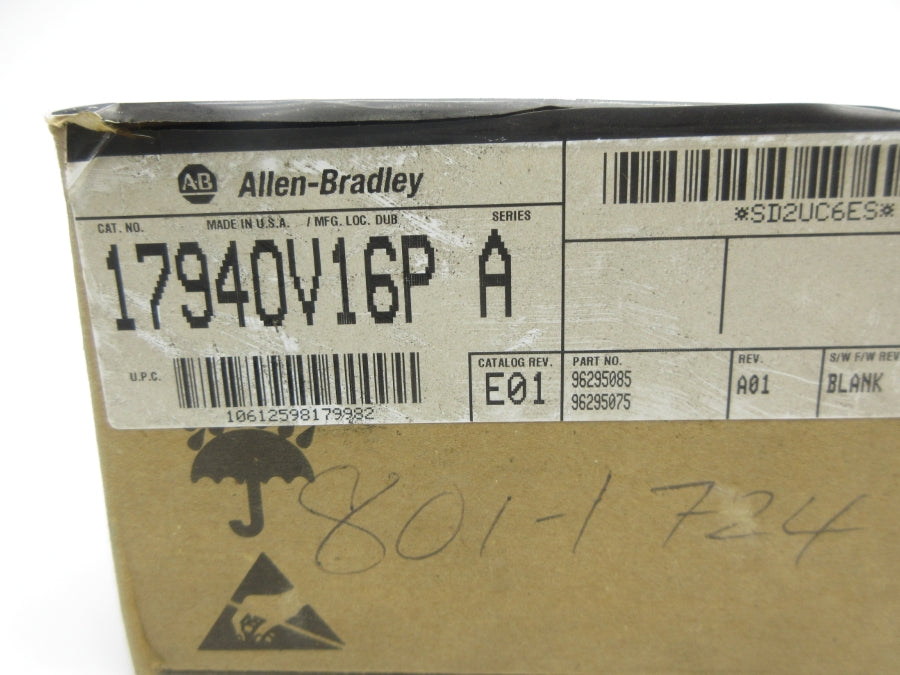 AB Allen-Bradley
*SD2UC6ES*
CAT. NO. MADE IN U.S.A. / MFG. LOC. DUB SERIES
1794OV16P A
U.P.C.
10612598179982
CATALOG REV.
E01
PART NO.
96295085
96295075
REV.
A01
S/W F/W REV
BLANK
801-1724